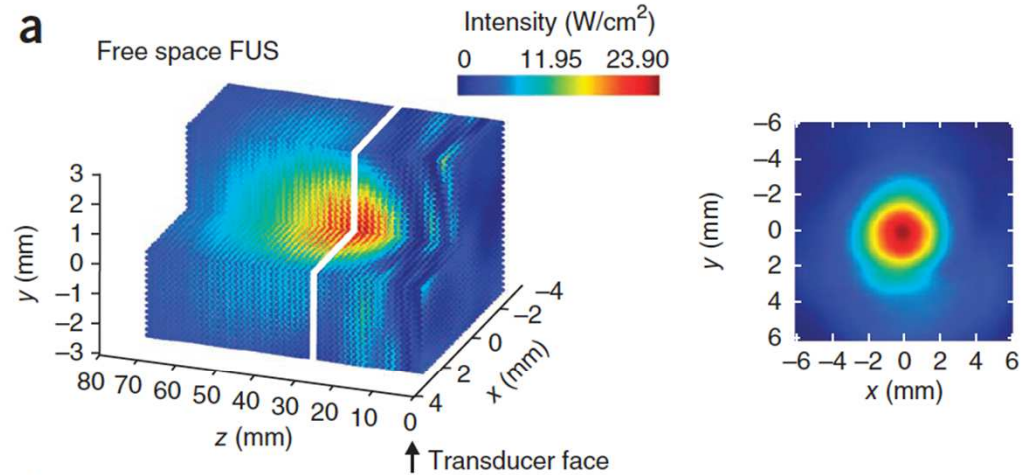 a
Free space FUS
Intensity (W/cm²)
0 11.95 23.90
3
2
1
0
–1
–2
–3
y (mm)
80 70 60 50 40 30 20 10 0
z (mm)
–4
–2
0
2
4
x (mm)
Transducer face
–6
–4
–2
0
2
4
6
y (mm)
–6 –4 –2 0 2 4 6
x (mm)